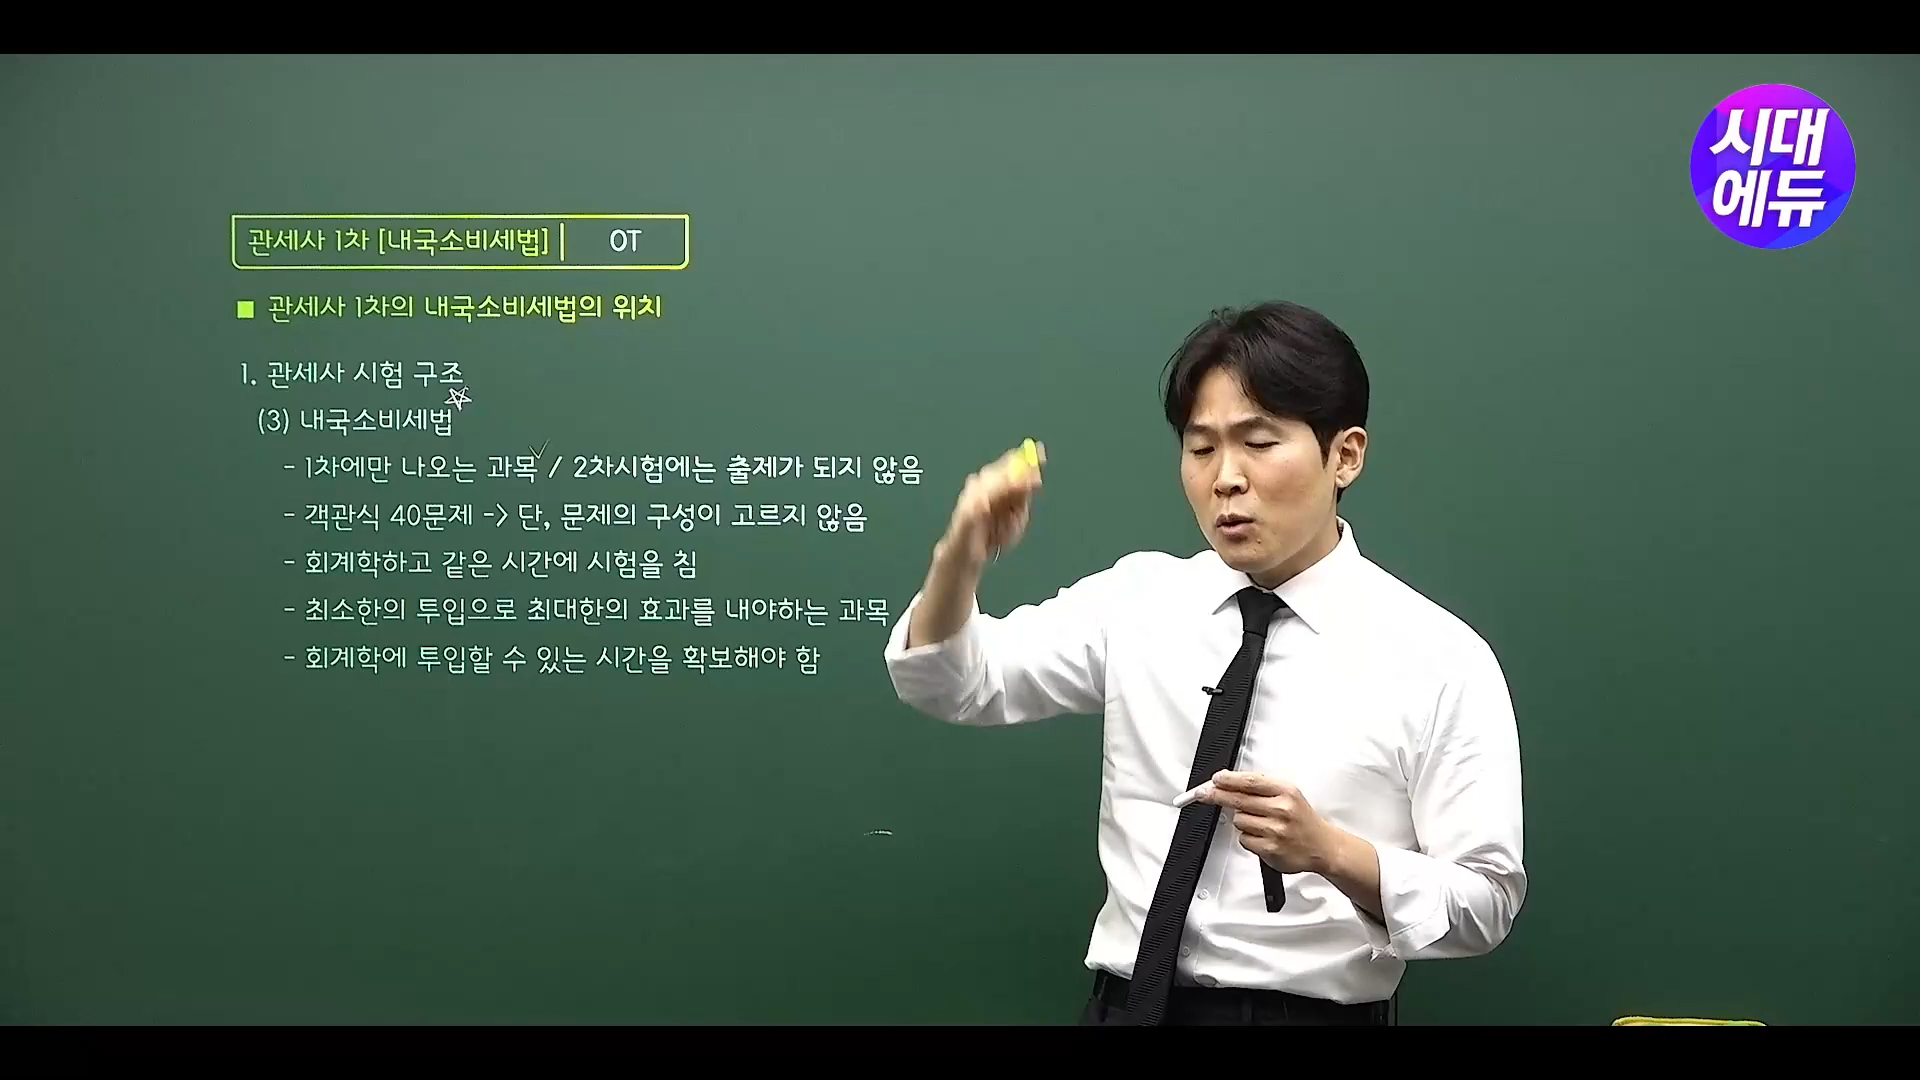 시대
에듀
관세사 1차 [내국소비세법] | OT
■ 관세사 1차의 내국소비세법의 위치
1. 관세사 시험 구조
(3) 내국소비세법
- 1차에만 나오는 과목 / 2차시험에는 출제가 되지 않음
- 객관식 40문제 -> 단, 문제의 구성이 고르지 않음
- 회계학하고 같은 시간에 시험을 침
- 최소한의 투입으로 최대한의 효과를 내야하는 과목
- 회계학에 투입할 수 있는 시간을 확보해야 함